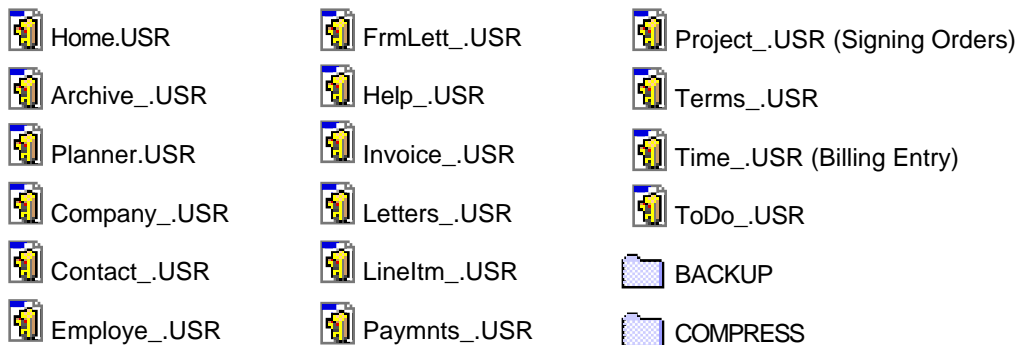 Home.USR
Archive_.USR
Planner.USR
Company_.USR
Contact_.USR
Employe_.USR
FrmLett_.USR
Help_.USR
Invoice_.USR
Letters_.USR
LineItm_.USR
Paymnts_.USR
Project_.USR (Signing Orders)
Terms_.USR
Time_.USR (Billing Entry)
ToDo_.USR
BACKUP
COMPRESS